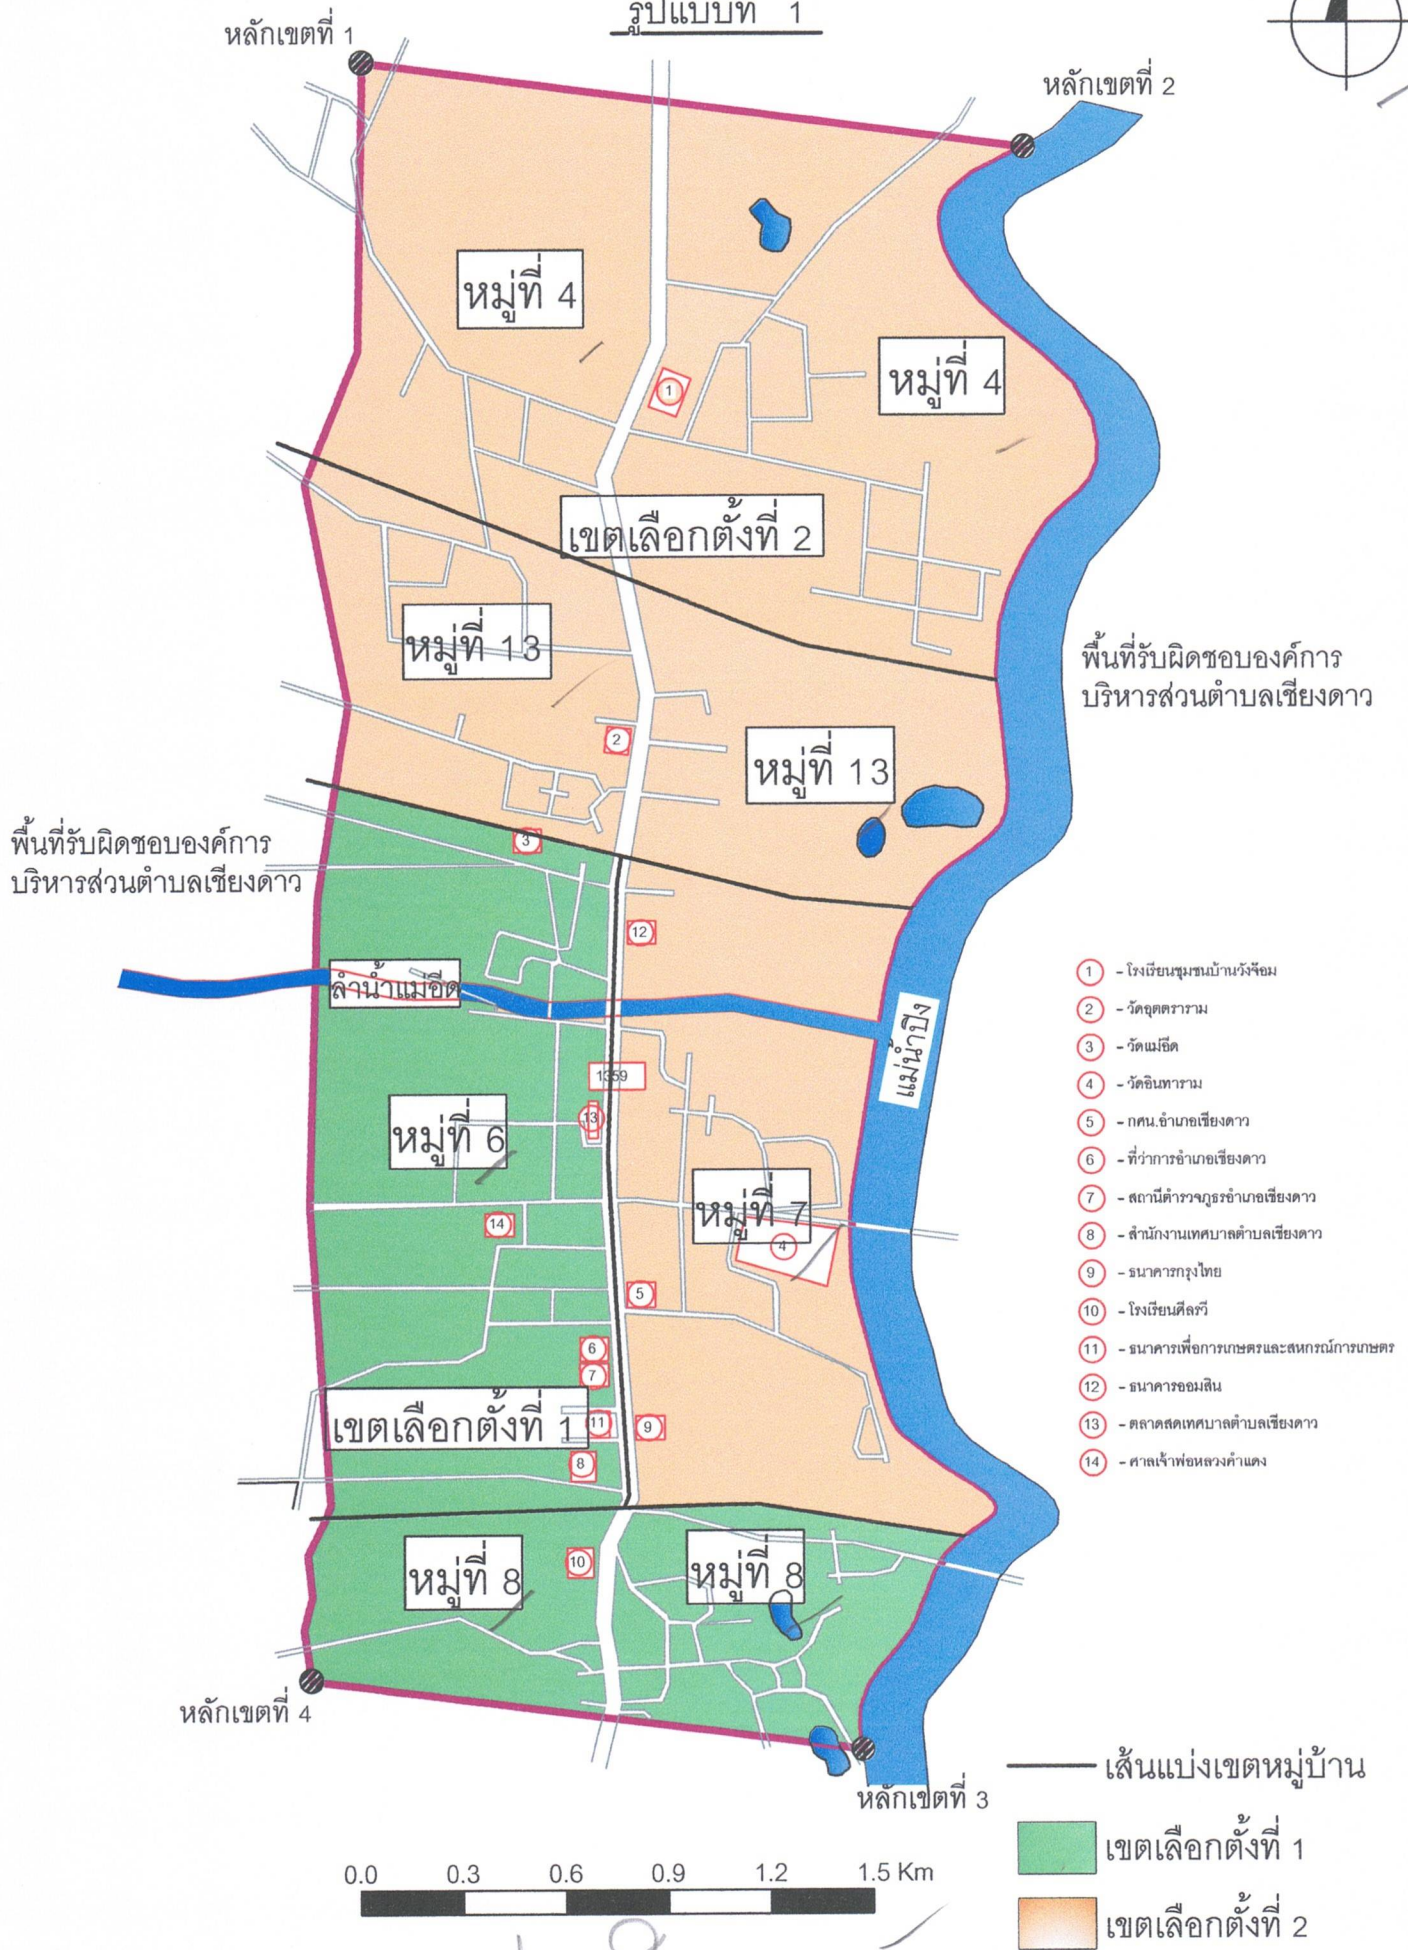 รูปแบบที่ 1
หลักเขตที่ 1
หลักเขตที่ 2
หมู่ที่ 4
หมู่ที่ 4
1
เขตเลือกตั้งที่ 2
หมู่ที่ 13
พื้นที่รับผิดชอบองค์การ
บริหารส่วนตำบลเชียงดาว
2
หมู่ที่ 13
3
พื้นที่รับผิดชอบองค์การ
บริหารส่วนตำบลเชียงดาว
12
ลำน้ำแม่อีด
แม่น้ำปิง
1359
13
หมู่ที่ 6
หมู่ที่ 7
14
4
5
6
7
เขตเลือกตั้งที่ 1
11
9
8
หมู่ที่ 8
10
หมู่ที่ 8
หลักเขตที่ 4
หลักเขตที่ 3
1 - โรงเรียนชุมชนบ้านวังจ๊อม
2 - วัดอุตตราราม
3 - วัดแม่อีด
4 - วัดอินทาราม
5 - กศน.อำเภอเชียงดาว
6 - ที่ว่าการอำเภอเชียงดาว
7 - สถานีตำรวจภูธรอำเภอเชียงดาว
8 - สำนักงานเทศบาลตำบลเชียงดาว
9 - ธนาคารกรุงไทย
10 - โรงเรียนศีลรวี
11 - ธนาคารเพื่อการเกษตรและสหกรณ์การเกษตร
12 - ธนาคารออมสิน
13 - ตลาดสดเทศบาลตำบลเชียงดาว
14 - ศาลเจ้าพ่อหลวงคำแดง
เส้นแบ่งเขตหมู่บ้าน
เขตเลือกตั้งที่ 1
เขตเลือกตั้งที่ 2
0.0 0.3 0.6 0.9 1.2 1.5 Km